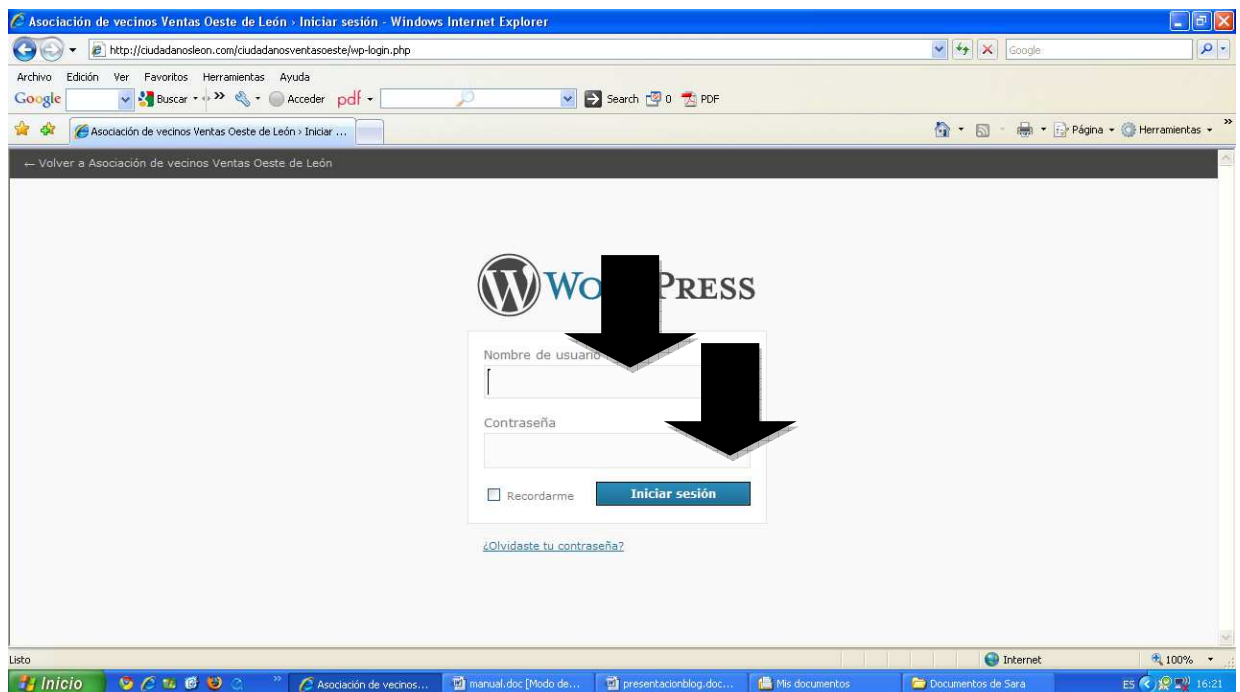 Asociación de vecinos Ventas Oeste de León › Iniciar sesión - Windows Internet Explorer
http://ciudadanosleon.com/ciudadanosventasoeste/wp-login.php
Google
Archivo Edición Ver Favoritos Herramientas Ayuda
Google Buscar Acceder pdf Search 0 PDF
Asociación de vecinos Ventas Oeste de León › Iniciar ... Página Herramientas
← Volver a Asociación de vecinos Ventas Oeste de León
Nombre de usuario
Contraseña
Recordarme Iniciar sesión
¿Olvidaste tu contraseña?
Listo Internet 100%
Inicio Asociación de vecinos... manual.doc [Modo de... presentacionblog.doc... Mis documentos Documentos de Sara ES 16:21